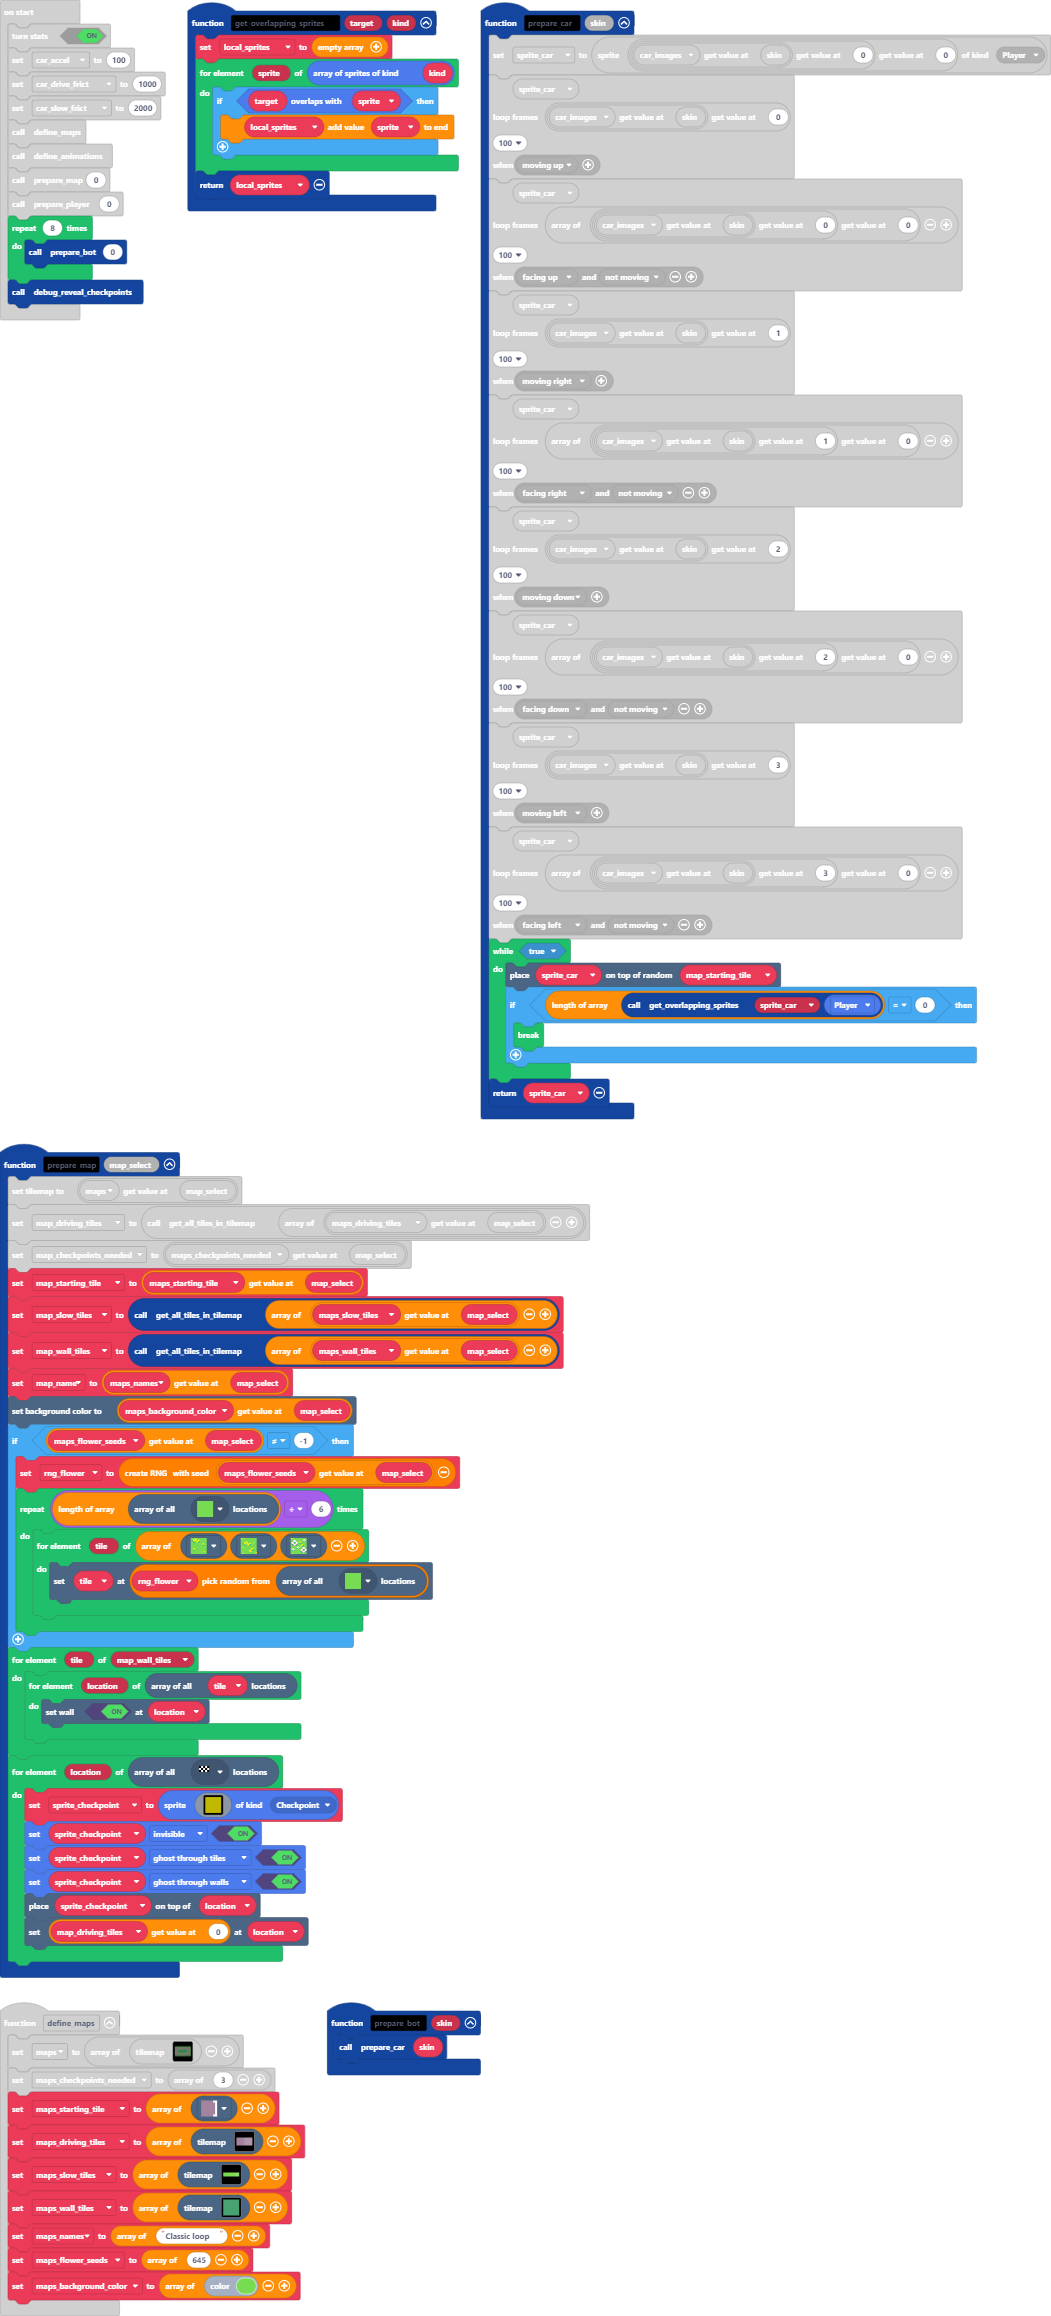 on start
turn stats ON
set car_accel to 100
set car_drive_frict to 1000
set car_slow_frict to 2000
call define_maps
call define_animations
call prepare_map 0
call prepare_player 0
repeat 8 times
do call prepare_bot 0
call debug_reveal_checkpoints
function get overlapping sprites target kind
set local_sprites to empty array
for element sprite of array of sprites of kind kind
do if target overlaps with sprite then
local_sprites add value sprite to end
return local_sprites
function prepare car skin
set sprite_car to sprite car_images get value at skin get value at 0 get value at 0 of kind Player
sprite_car
loop frames car_images get value at skin get value at 0
100
when moving up
sprite_car
loop frames array of car_images get value at skin get value at 0 get value at 0
100
when facing up and not moving
sprite_car
loop frames car_images get value at skin get value at 1
100
when moving right
sprite_car
loop frames array of car_images get value at skin get value at 1 get value at 0
100
when facing right and not moving
sprite_car
loop frames car_images get value at skin get value at 2
100
when moving down
sprite_car
loop frames array of car_images get value at skin get value at 2 get value at 0
100
when facing down and not moving
sprite_car
loop frames car_images get value at skin get value at 3
100
when moving left
sprite_car
loop frames array of car_images get value at skin get value at 3 get value at 0
100
when facing left and not moving
while true
do place sprite_car on top of random map_starting_tile
if length of array call get_overlapping_sprites sprite_car Player = 0 then
break
return sprite_car
function prepare map map_select
set tilemap to maps get value at map_select
set map_driving_tiles to call get_all_tiles_in_tilemap array of maps_driving_tiles get value at map_select
set map_checkpoints_needed to maps_checkpoints_needed get value at map_select
set map_starting_tile to maps_starting_tile get value at map_select
set map_slow_tiles to call get_all_tiles_in_tilemap array of maps_slow_tiles get value at map_select
set map_wall_tiles to call get_all_tiles_in_tilemap array of maps_wall_tiles get value at map_select
set map_name to maps_names get value at map_select
set background color to maps_background_color get value at map_select
if maps_flower_seeds get value at map_select ≠ -1 then
set rng_flower to create RNG with seed maps_flower_seeds get value at map_select
repeat length of array array of all locations ÷ 6 times
do for element tile of array of
do set tile at rng_flower pick random from array of all locations
for element tile of map_wall_tiles
do for element location of array of all tile locations
do set wall ON at location
for element location of array of all locations
do set sprite_checkpoint to sprite of kind Checkpoint
set sprite_checkpoint invisible ON
set sprite_checkpoint ghost through tiles ON
set sprite_checkpoint ghost through walls ON
place sprite_checkpoint on top of location
set map_driving_tiles get value at 0 at location
function define maps
set maps to array of tilemap
set maps_checkpoints_needed to array of 3
set maps_starting_tile to array of
set maps_driving_tiles to array of tilemap
set maps_slow_tiles to array of tilemap
set maps_wall_tiles to array of tilemap
set maps_names to array of "Classic loop"
set maps_flower_seeds to array of 645
set maps_background_color to array of color
function prepare bot skin
call prepare_car skin